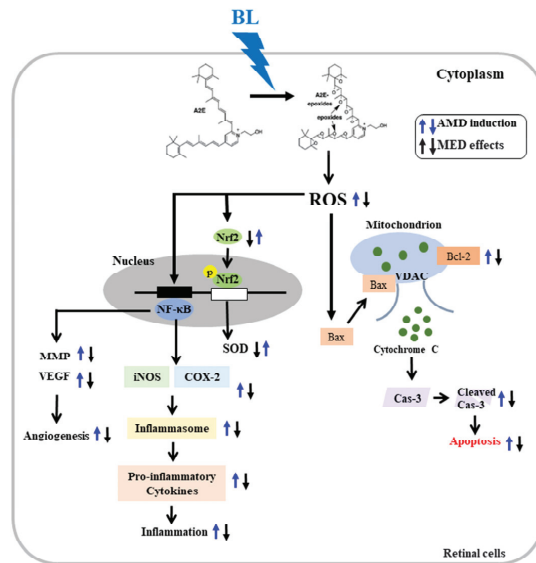 BL
Cytoplasm
A2E
A2E-
epoxides
epoxides
OH
OH
AMD induction
MED effects
ROS
Mitochondrion
Nrf2
Bcl-2
Nucleus
P
Nrf2
VDAC
Bax
NF-κB
Bax
SOD
Cytochrome C
MMP
VEGF
iNOS
COX-2
Cas-3
Cleaved
Cas-3
Angiogenesis
Inflammasome
Apoptosis
Pro-inflammatory
Cytokines
Inflammation
Retinal cells